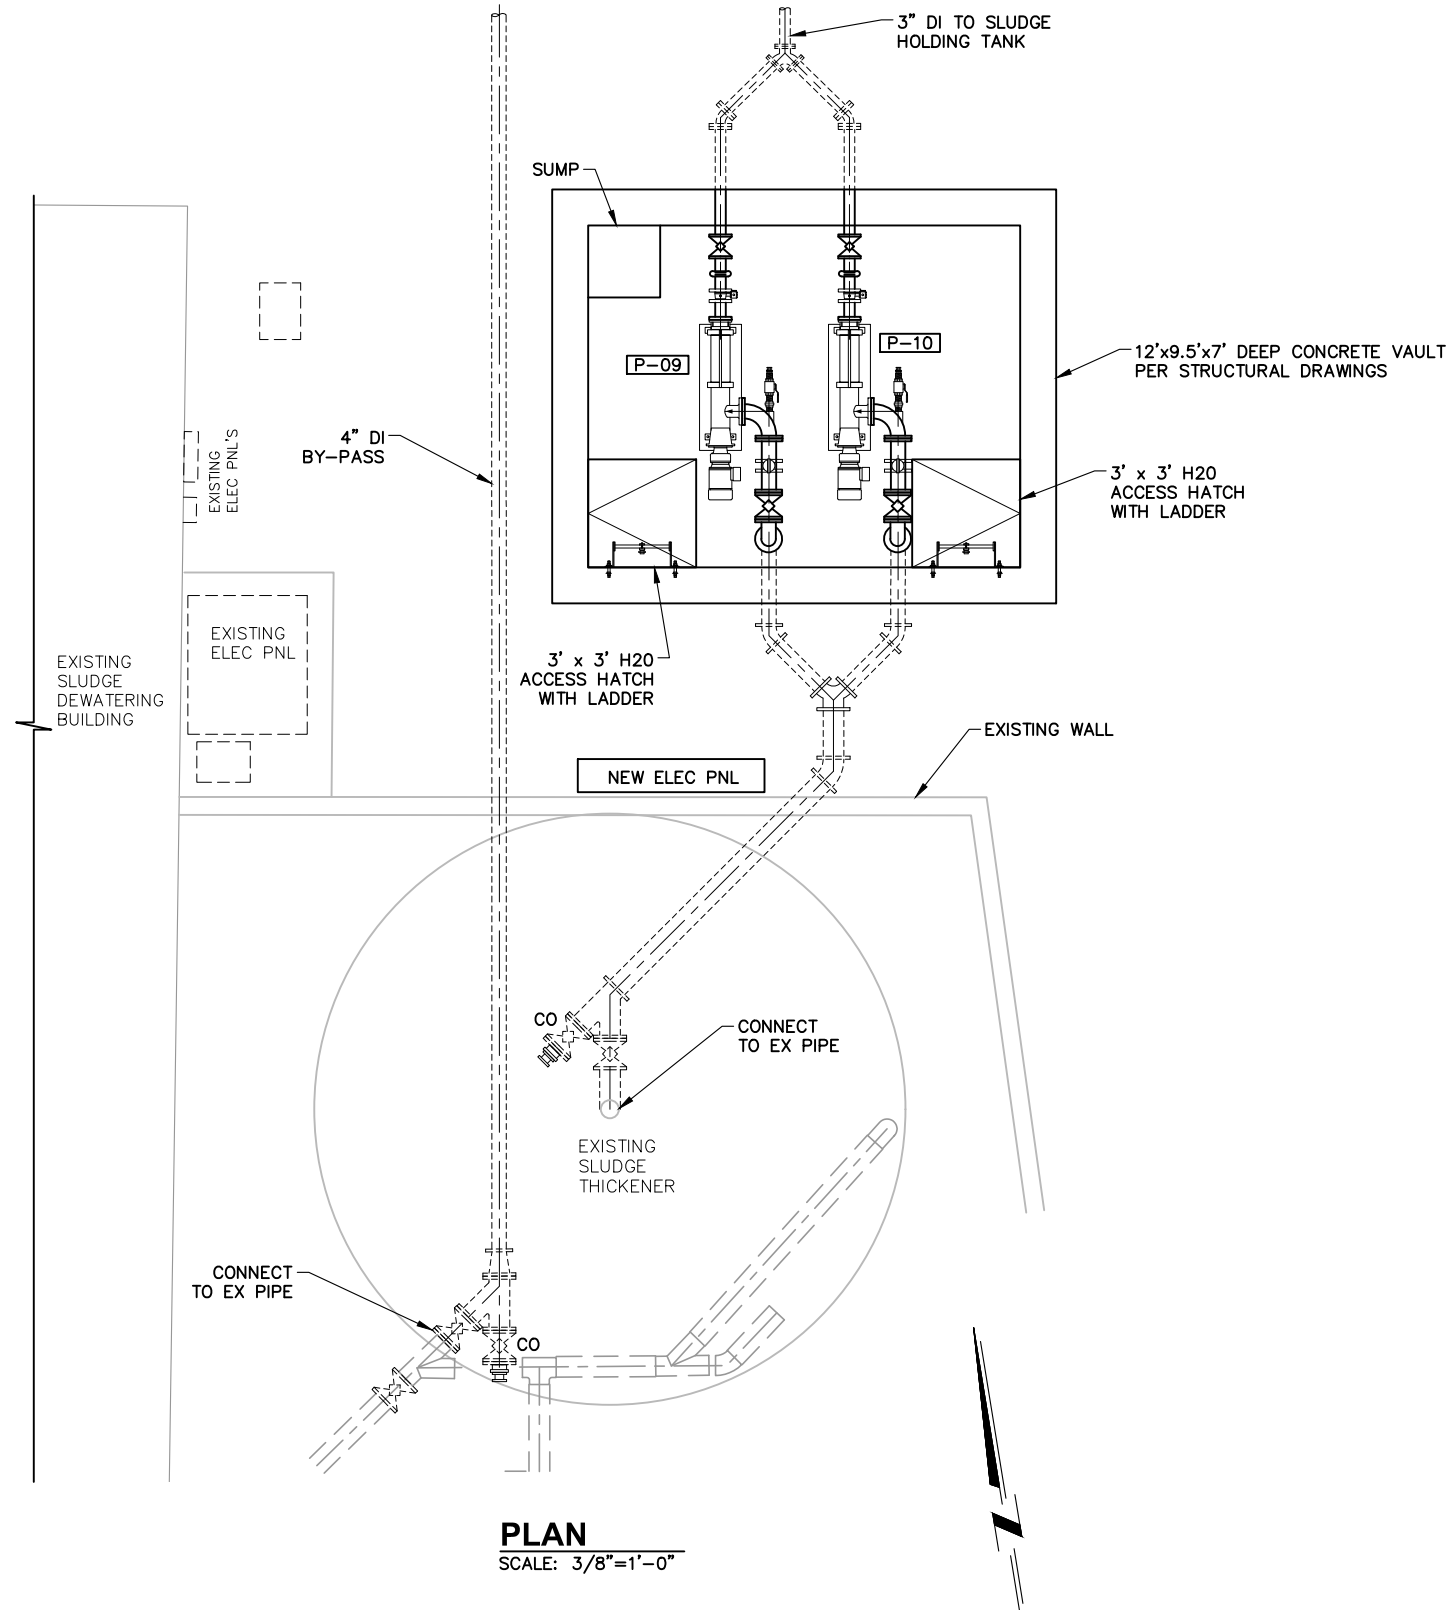 3" DI TO SLUDGE
HOLDING TANK
SUMP
P-09
P-10
12'x9.5'x7' DEEP CONCRETE VAULT
PER STRUCTURAL DRAWINGS
4" DI
BY-PASS
EXISTING
ELEC PNL'S
3' x 3' H20
ACCESS HATCH
WITH LADDER
EXISTING
ELEC PNL
EXISTING
SLUDGE
DEWATERING
BUILDING
3' x 3' H20
ACCESS HATCH
WITH LADDER
EXISTING WALL
NEW ELEC PNL
CO
CONNECT
TO EX PIPE
EXISTING
SLUDGE
THICKENER
CONNECT
TO EX PIPE
CO
PLAN
SCALE: 3/8"=1'-0"